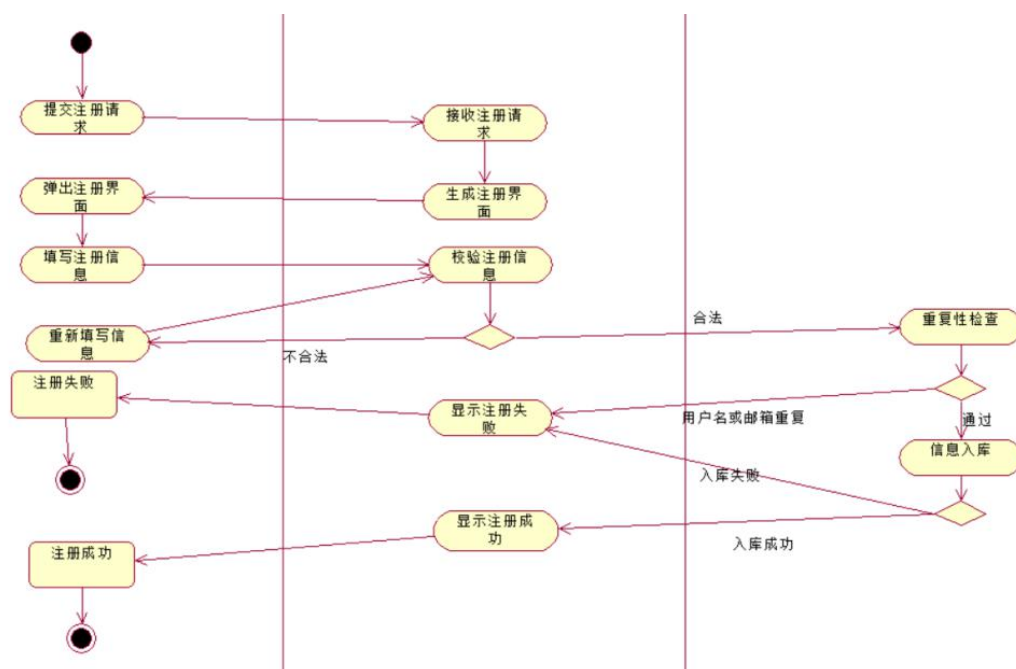 提交注册请
求
接收注册请
求
弹出注册界
面
生成注册界
面
填写注册信
息
校验注册信
息
合法
重复性检查
重新填写信
息
不合法
注册失败
显示注册失
败
用户名或邮箱重复
通过
信息入库
入库失败
显示注册成
功
入库成功
注册成功